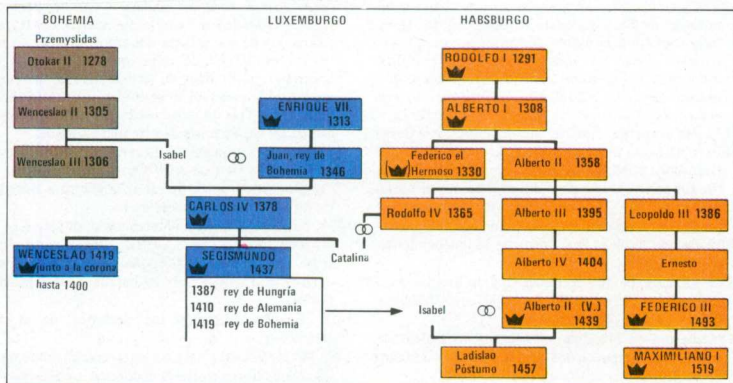 BOHEMIA
LUXEMBURGO
HABSBURGO
Przemyslidas
Otokar II 1278
RODOLFO I 1291
Wenceslao II 1305
ENRIQUE VII.
1313
ALBERTO I 1308
Wenceslao III 1306
Isabel
Juan, rey de
Bohemia 1346
Federico el
Hermoso 1330
Alberto II 1358
CARLOS IV 1378
Rodolfo IV 1365
Alberto III 1395
Leopoldo III 1386
WENCESLAO 1419
junto a la corona
hasta 1400
SEGISMUNDO
1437
Catalina
Alberto IV 1404
Ernesto
1387 rey de Hungría
1410 rey de Alemania
1419 rey de Bohemia
Isabel
Alberto II (V.)
1439
FEDERICO III
1493
Ladislao
Póstumo 1457
MAXIMILIANO I
1519